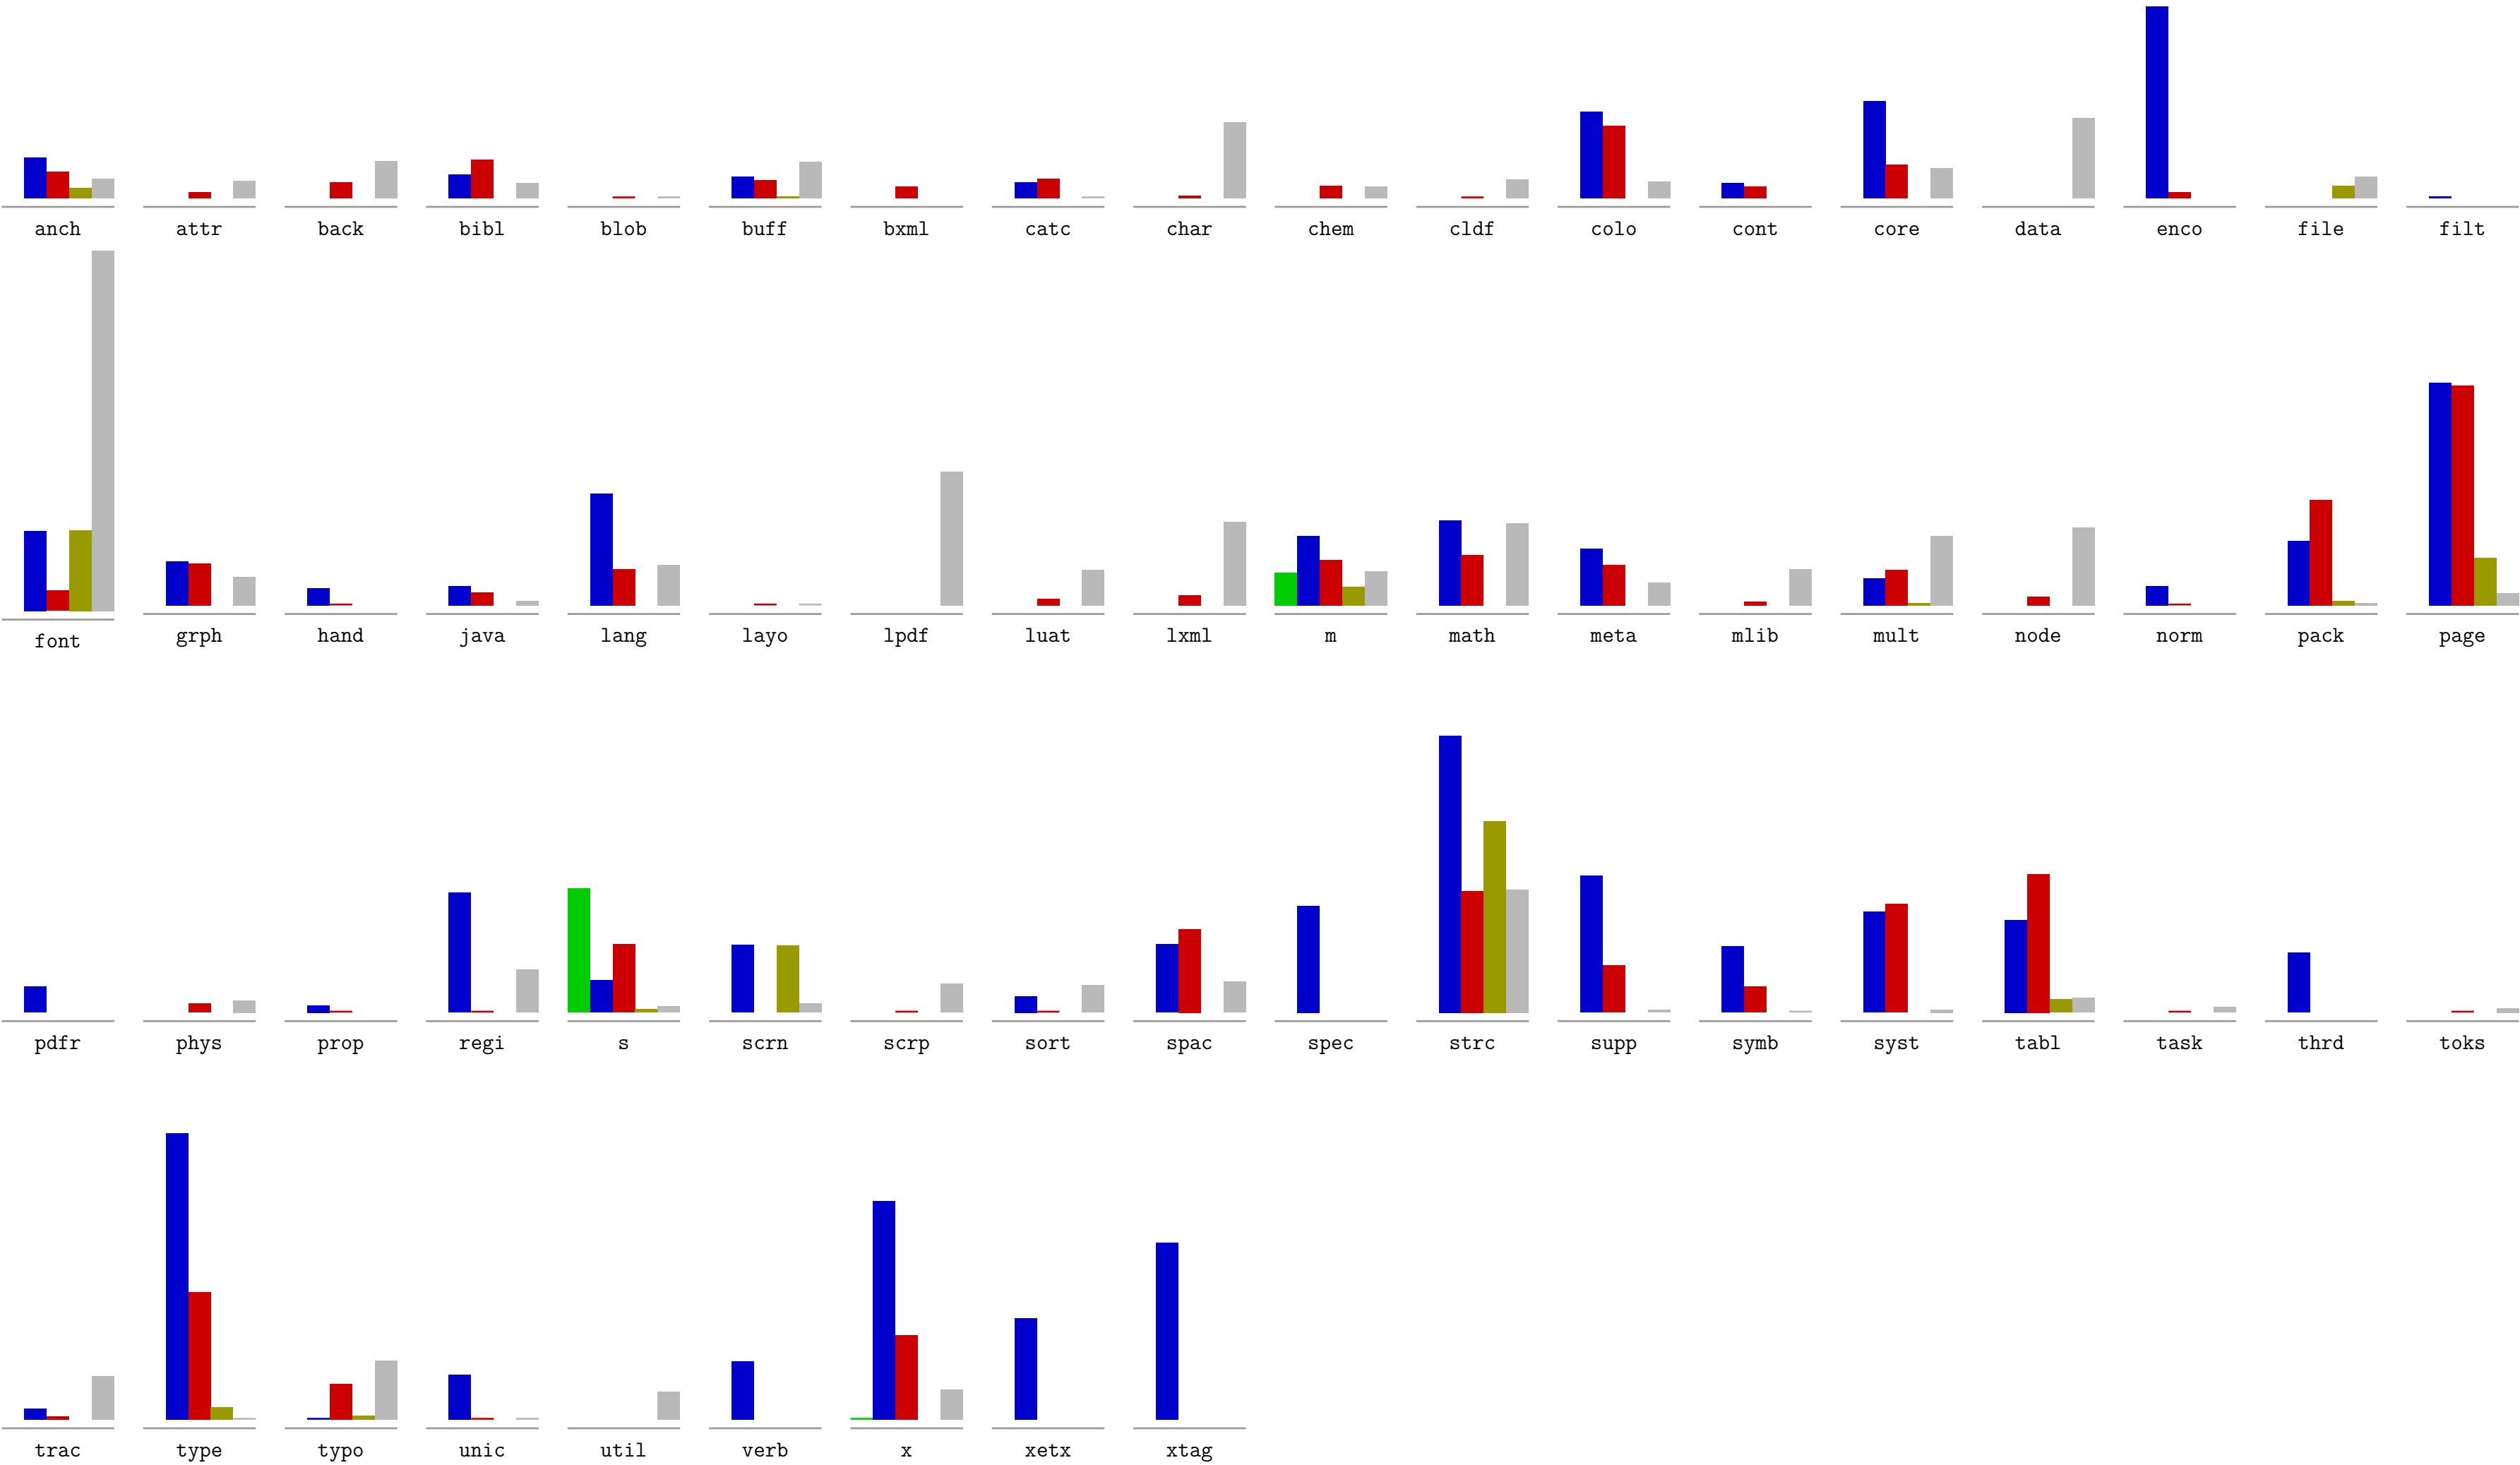 anch attr back bibl blob buff bxml catc char chem cldf colo cont core data enco file filt
font grph hand java lang layo lpdf luat lxml m math meta mlib mult node norm pack page
pdfr phys prop regi s scrn scrp sort spac spec strc supp symb syst tabl task thrd toks
trac type typo unic util verb x xetx xtag